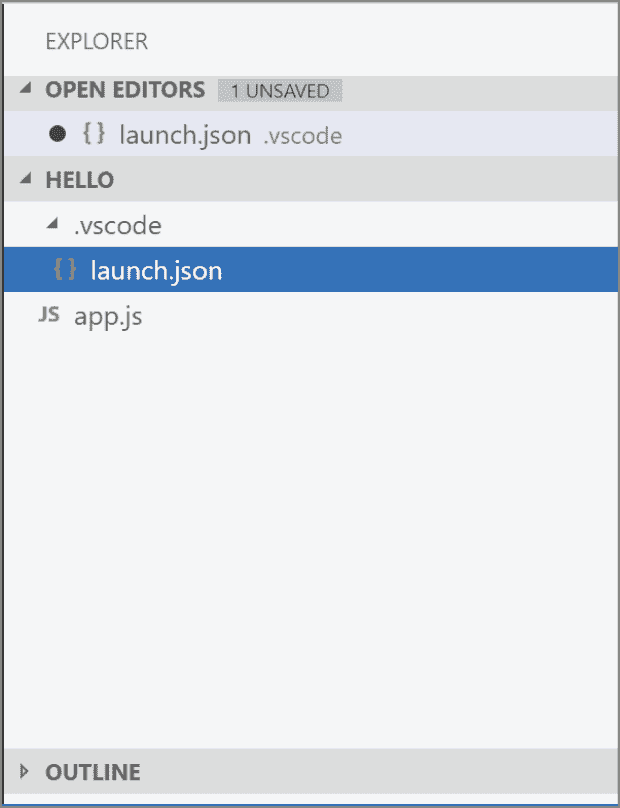 EXPLORER
OPEN EDITORS 1 UNSAVED
{} launch.json .vscode
HELLO
.vscode
{} launch.json
JS app.js
OUTLINE